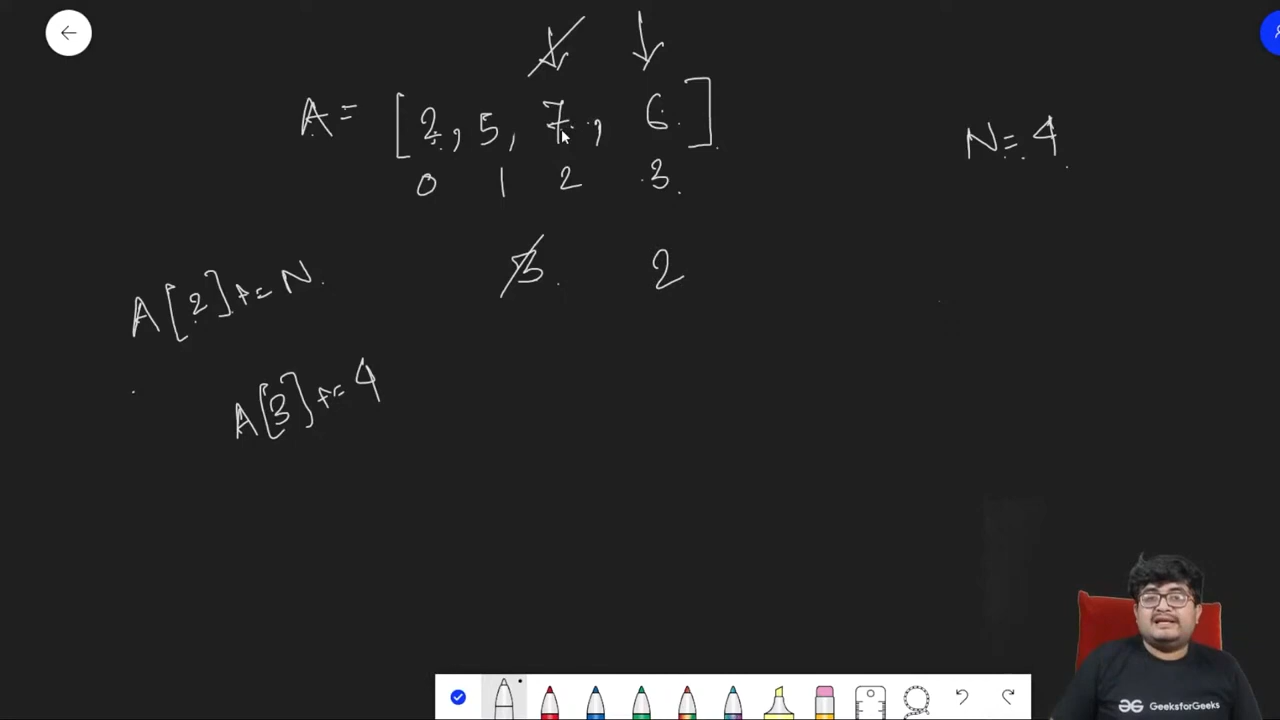 A = [2, 5, 7, 6]
N = 4
0 1 2 3
3 2
A[2] += N
A[3] += 4
GeeksforGeeks